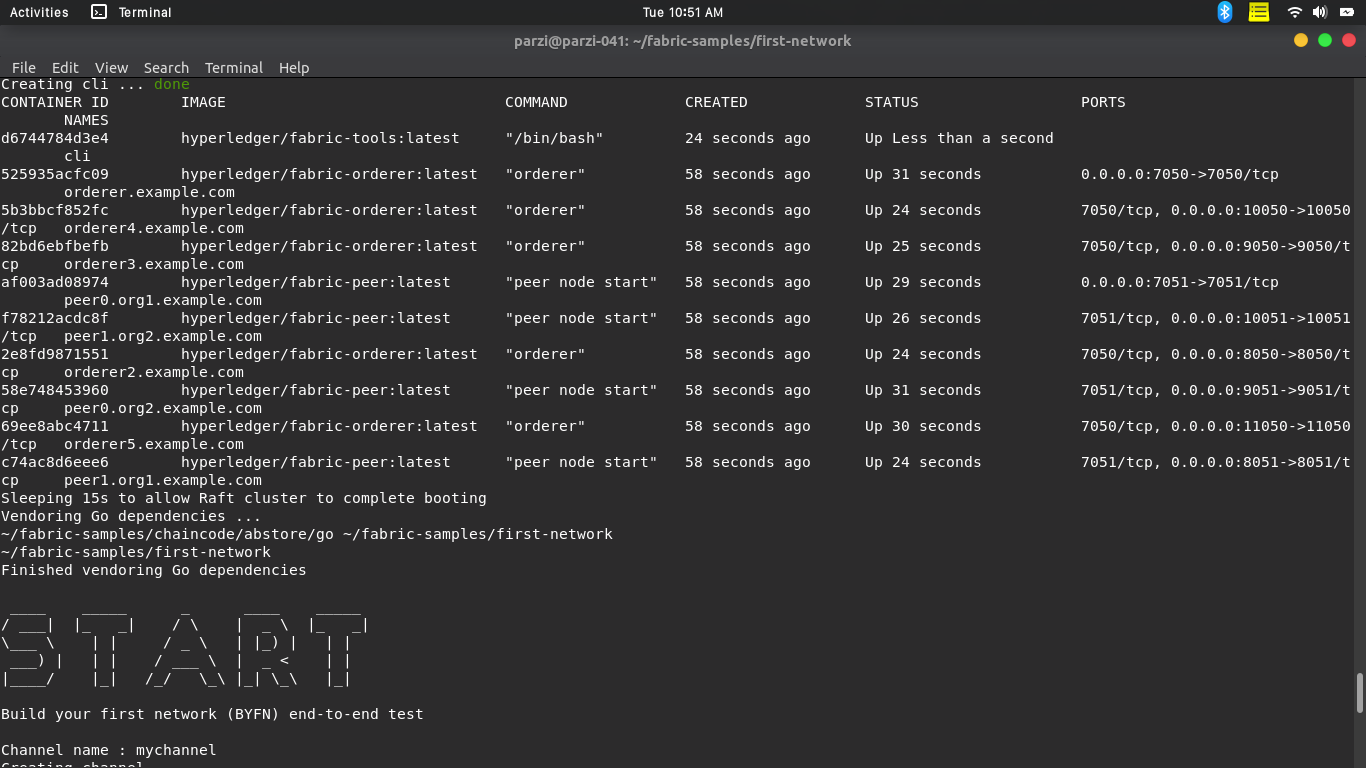 Activities Terminal Tue 10:51 AM
parzi@parzi-041: ~/fabric-samples/first-network
File Edit View Search Terminal Help
Creating cli ... done
CONTAINER ID        IMAGE                               COMMAND             CREATED             STATUS                  PORTS
       NAMES
d6744784d3e4        hyperledger/fabric-tools:latest     "/bin/bash"         24 seconds ago      Up Less than a second
       cli
525935acfc09        hyperledger/fabric-orderer:latest   "orderer"           58 seconds ago      Up 31 seconds           0.0.0.0:7050->7050/tcp
       orderer.example.com
5b3bbcf852fc        hyperledger/fabric-orderer:latest   "orderer"           58 seconds ago      Up 24 seconds           7050/tcp, 0.0.0.0:10050->10050
/tcp   orderer4.example.com
82bd6ebfbefb        hyperledger/fabric-orderer:latest   "orderer"           58 seconds ago      Up 25 seconds           7050/tcp, 0.0.0.0:9050->9050/t
cp     orderer3.example.com
af003ad08974        hyperledger/fabric-peer:latest      "peer node start"   58 seconds ago      Up 29 seconds           0.0.0.0:7051->7051/tcp
       peer0.org1.example.com
f78212acdc8f        hyperledger/fabric-peer:latest      "peer node start"   58 seconds ago      Up 26 seconds           7051/tcp, 0.0.0.0:10051->10051
/tcp   peer1.org2.example.com
2e8fd9871551        hyperledger/fabric-orderer:latest   "orderer"           58 seconds ago      Up 24 seconds           7050/tcp, 0.0.0.0:8050->8050/t
cp     orderer2.example.com
58e748453960        hyperledger/fabric-peer:latest      "peer node start"   58 seconds ago      Up 31 seconds           7051/tcp, 0.0.0.0:9051->9051/t
cp     peer0.org2.example.com
69ee8abc4711        hyperledger/fabric-orderer:latest   "orderer"           58 seconds ago      Up 30 seconds           7050/tcp, 0.0.0.0:11050->11050
/tcp   orderer5.example.com
c74ac8d6eee6        hyperledger/fabric-peer:latest      "peer node start"   58 seconds ago      Up 24 seconds           7051/tcp, 0.0.0.0:8051->8051/t
cp     peer1.org1.example.com
Sleeping 15s to allow Raft cluster to complete booting
Vendoring Go dependencies ...
~/fabric-samples/chaincode/abstore/go ~/fabric-samples/first-network
~/fabric-samples/first-network
Finished vendoring Go dependencies
START
Build your first network (BYFN) end-to-end test
Channel name : mychannel
Creating channel...